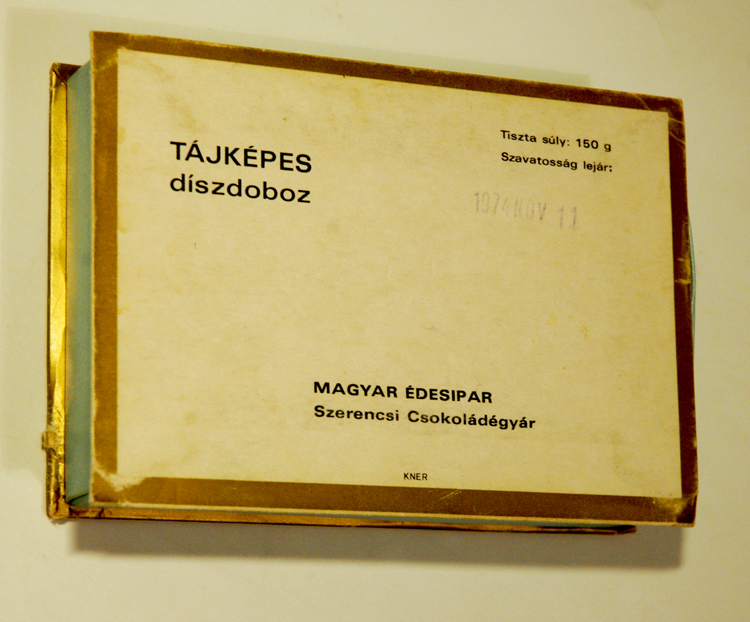 TÁJKÉPES
díszdoboz
Tiszta súly: 150 g
Szavatosság lejár:
1974 NOV 11
MAGYAR ÉDESIPAR
Szerencsi Csokoládégyár
KNER